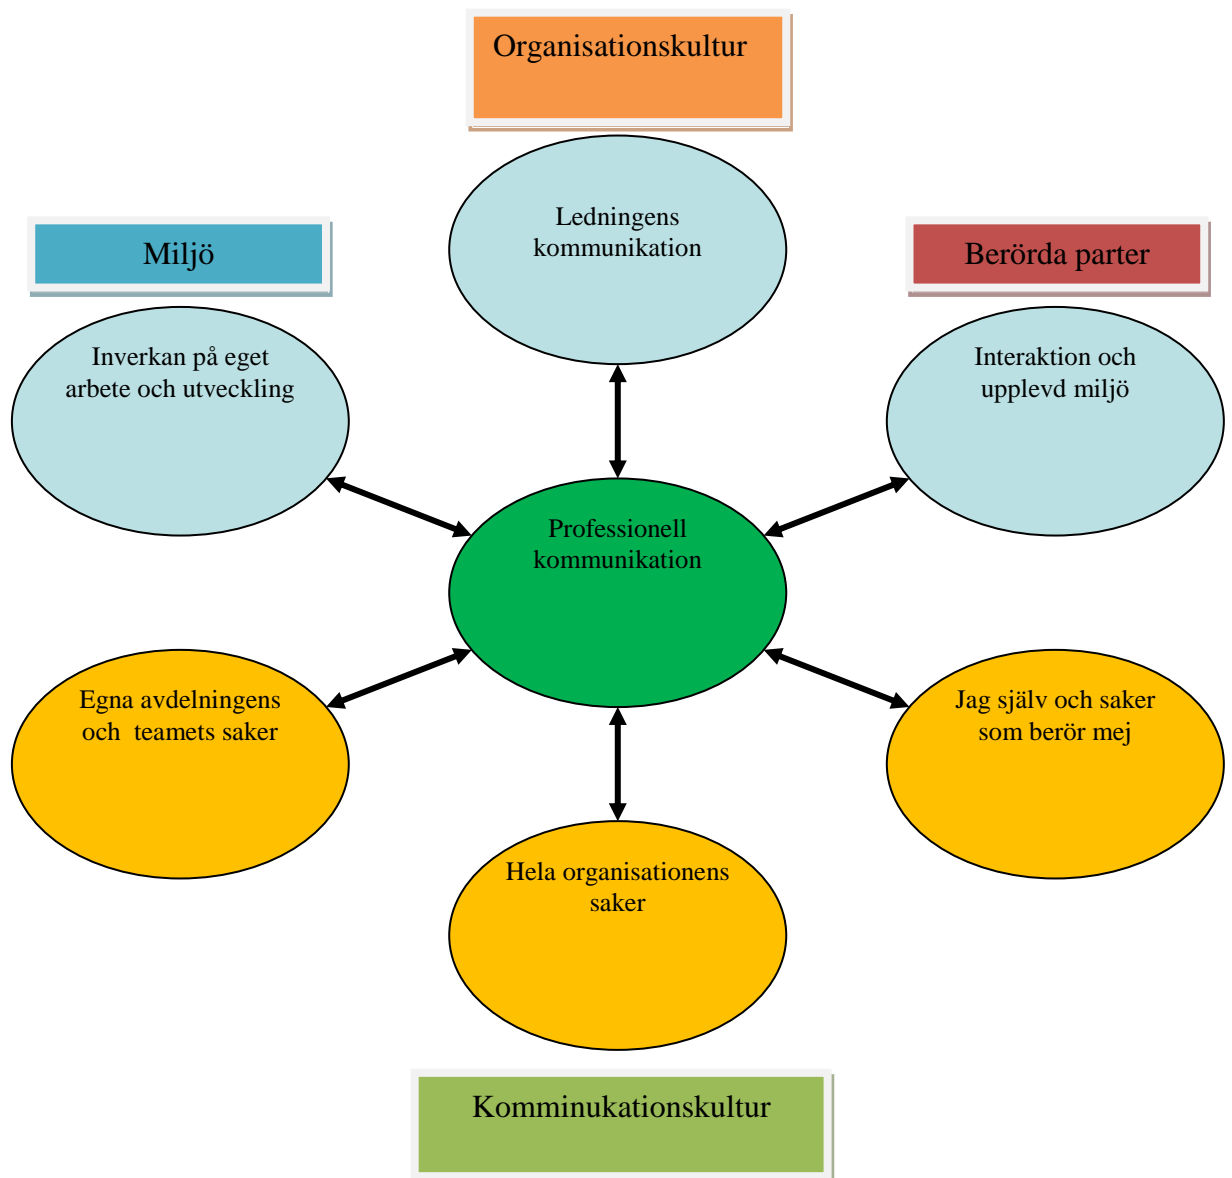 Organisationskultur
Ledningens
kommunikation
Miljö
Berörda parter
Inverkan på eget
arbete och utveckling
Interaktion och
upplevd miljö
Professionell
kommunikation
Egna avdelningens
och  teamets saker
Jag själv och saker
som berör mej
Hela organisationens
saker
Komminukationskultur